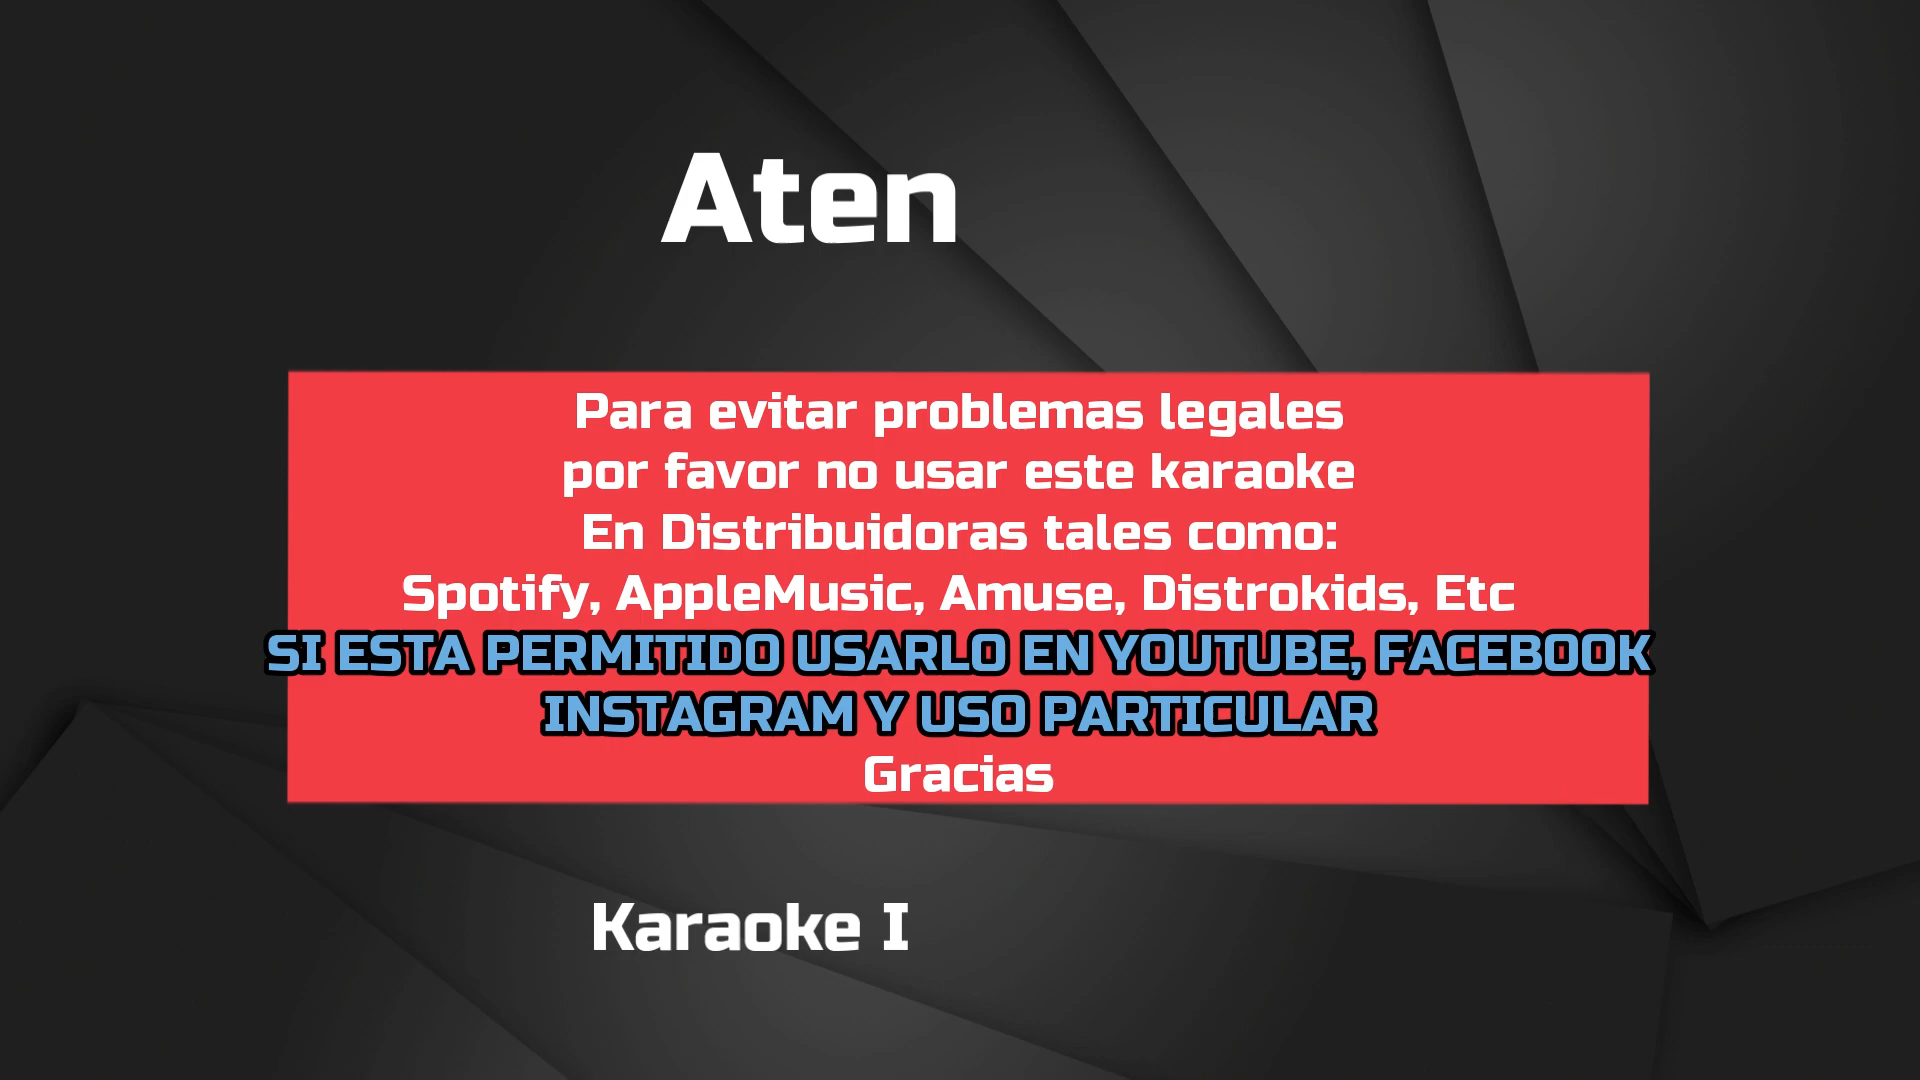 Aten
Para evitar problemas legales
por favor no usar este karaoke
En Distribuidoras tales como:
Spotify, AppleMusic, Amuse, Distrokids, Etc
SI ESTA PERMITIDO USARLO EN YOUTUBE, FACEBOOK
INSTAGRAM Y USO PARTICULAR
Gracias
Karaoke I